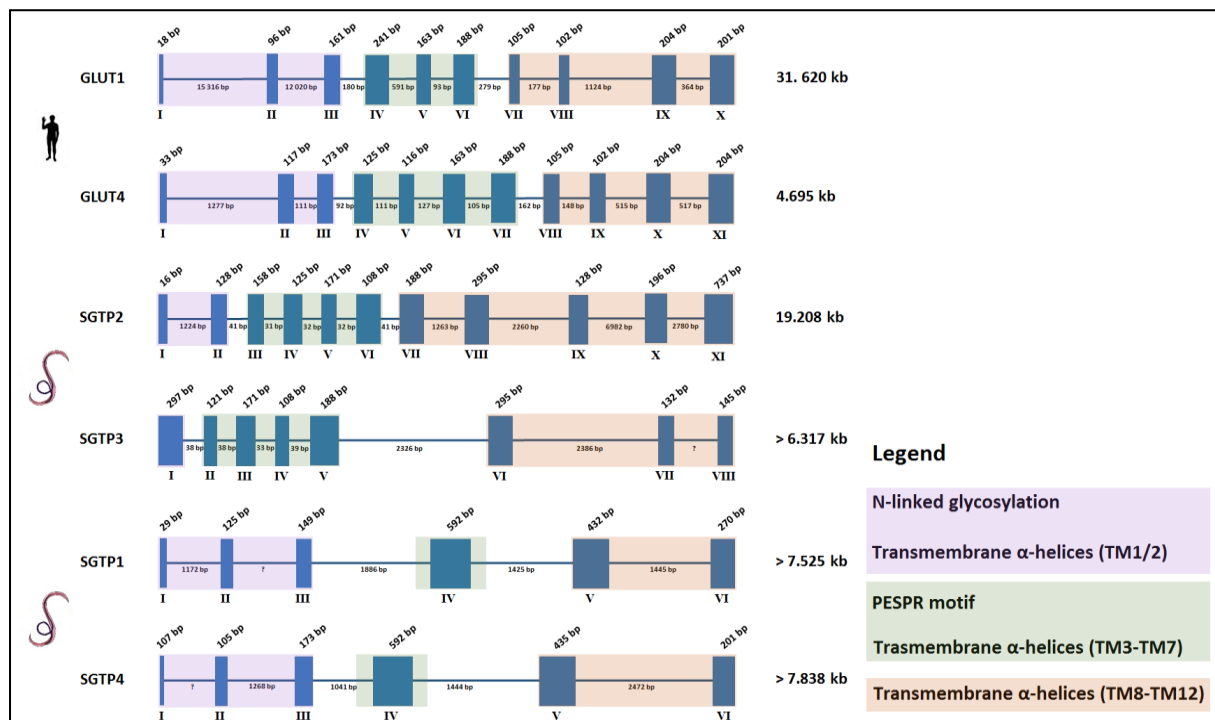 18 bp 96 bp 161 bp 241 bp 163 bp 188 bp 105 bp 102 bp 204 bp 201 bp
GLUT1 15 316 bp 12 020 bp 180 bp 591 bp 93 bp 279 bp 177 bp 1124 bp 364 bp 31. 620 kb
I II III IV V VI VII VIII IX X
33 bp 117 bp 173 bp 125 bp 116 bp 163 bp 188 bp 105 bp 102 bp 204 bp 204 bp
GLUT4 1277 bp 111 bp 92 bp 111 bp 127 bp 105 bp 162 bp 148 bp 515 bp 517 bp 4.695 kb
I II III IV V VI VII VIII IX X XI
16 bp 128 bp 158 bp 125 bp 171 bp 108 bp 188 bp 295 bp 128 bp 196 bp 737 bp
SGTP2 1224 bp 41 bp 31 bp 32 bp 32 bp 41 bp 1263 bp 2260 bp 6982 bp 2780 bp 19.208 kb
I II III IV V VI VII VIII IX X XI
297 bp 121 bp 171 bp 108 bp 188 bp 295 bp 132 bp 145 bp
SGTP3 38 bp 38 bp 33 bp 39 bp 2326 bp 2386 bp ? > 6.317 kb
I II III IV V VI VII VIII
29 bp 125 bp 149 bp 592 bp 432 bp 270 bp
SGTP1 1172 bp ? 1886 bp 1425 bp 1445 bp > 7.525 kb
I II III IV V VI
107 bp 105 bp 173 bp 592 bp 435 bp 201 bp
SGTP4 ? 1268 bp 1041 bp 1444 bp 2472 bp > 7.838 kb
I II III IV V VI
Legend
N-linked glycosylation
Transmembrane α-helices (TM1/2)
PESPR motif
Trasmembrane α-helices (TM3-TM7)
Transmembrane α-helices (TM8-TM12)